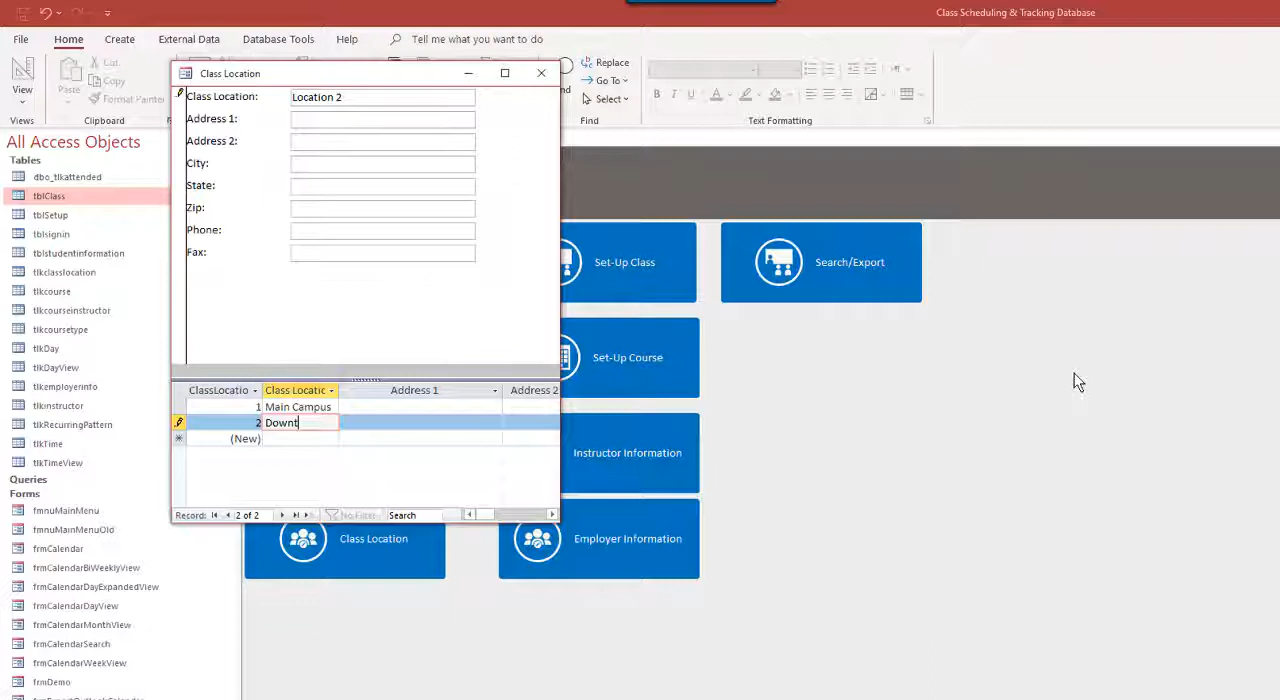 Class Scheduling & Tracking Database
File Home Create External Data Database Tools Help Tell me what you want to do
View
Views
Paste
Cut
Copy
Format Painter
Clipboard
Replace
Go To
Select
Find
B I U A
Text Formatting
All Access Objects
Tables
dbo_tlkattended
tblClass
tblSetup
tblsignin
tblstudentinformation
tlkclasslocation
tlkcourse
tlkcourseinstructor
tlkcoursetype
tlkDay
tlkDayView
tlkemployerinfo
tlkinstructor
tlkRecurringPattern
tlkTime
tlkTimeView
Queries
Forms
fmnuMainMenu
fmnuMainMenuOld
frmCalendar
frmCalendarBiWeeklyView
frmCalendarDayExpandedView
frmCalendarDayView
frmCalendarMonthView
frmCalendarSearch
frmCalendarWeekView
frmDemo
Class Location
Class Location: Location 2
Address 1:
Address 2:
City:
State:
Zip:
Phone:
Fax:
ClassLocatio Class Locatic Address 1 Address 2
1 Main Campus
2 Downt
(New)
Record: 2 of 2 No Filter Search
Set-Up Class
Search/Export
Set-Up Course
Instructor Information
Class Location
Employer Information